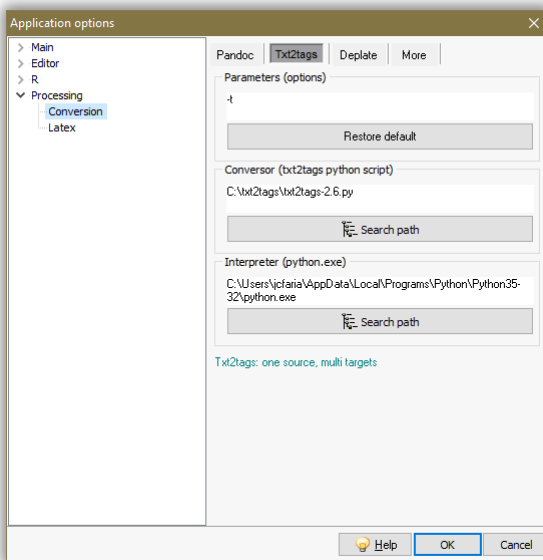 Application options
Main
Editor
R
Processing
Conversion
Latex
Pandoc
Txt2tags
Deplate
More
Parameters (options)
-t
Restore default
Conversor (txt2tags python script)
C:\txt2tags\txt2tags-2.6.py
Search path
Interpreter (python.exe)
C:\Users\jcfaria\AppData\Local\Programs\Python\Python35-
32\python.exe
Search path
Txt2tags: one source, multi targets
Help
OK
Cancel